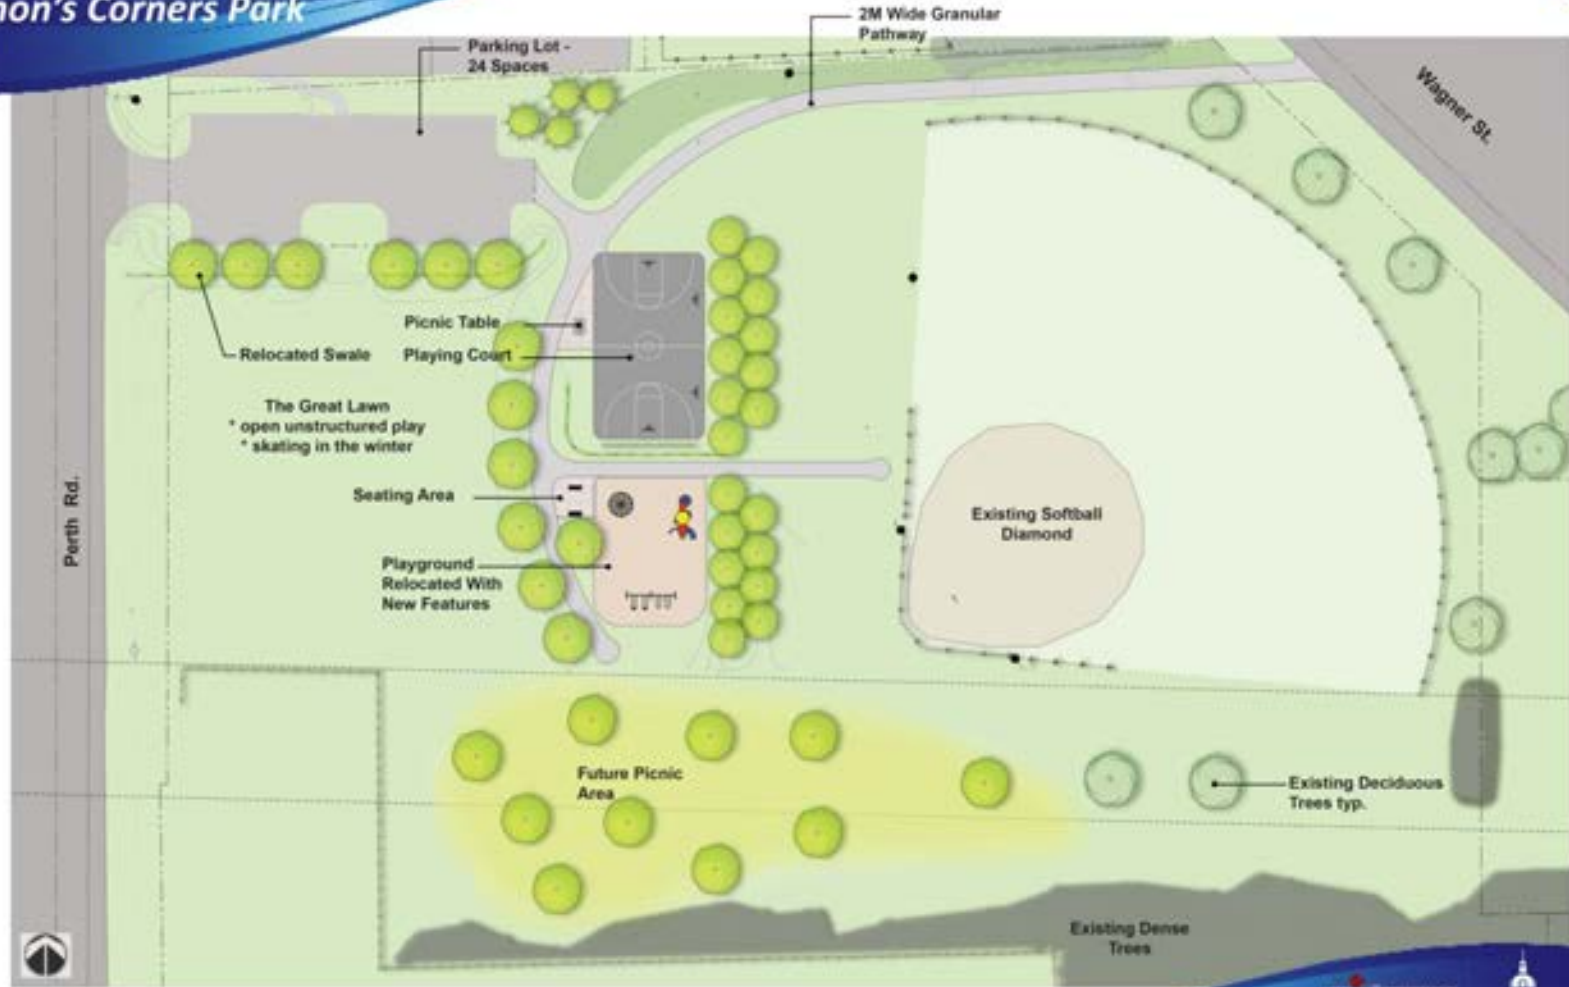 Corners Park
2M Wide Granular
Pathway
Parking Lot -
24 Spaces
Wagner St.
Picnic Table
Relocated Swale
Playing Court
The Great Lawn
* open unstructured play
* skating in the winter
Seating Area
Perth Rd.
Existing Softball
Diamond
Playground
Relocated With
New Features
Future Picnic
Area
Existing Deciduous
Trees typ.
Existing Dense
Trees